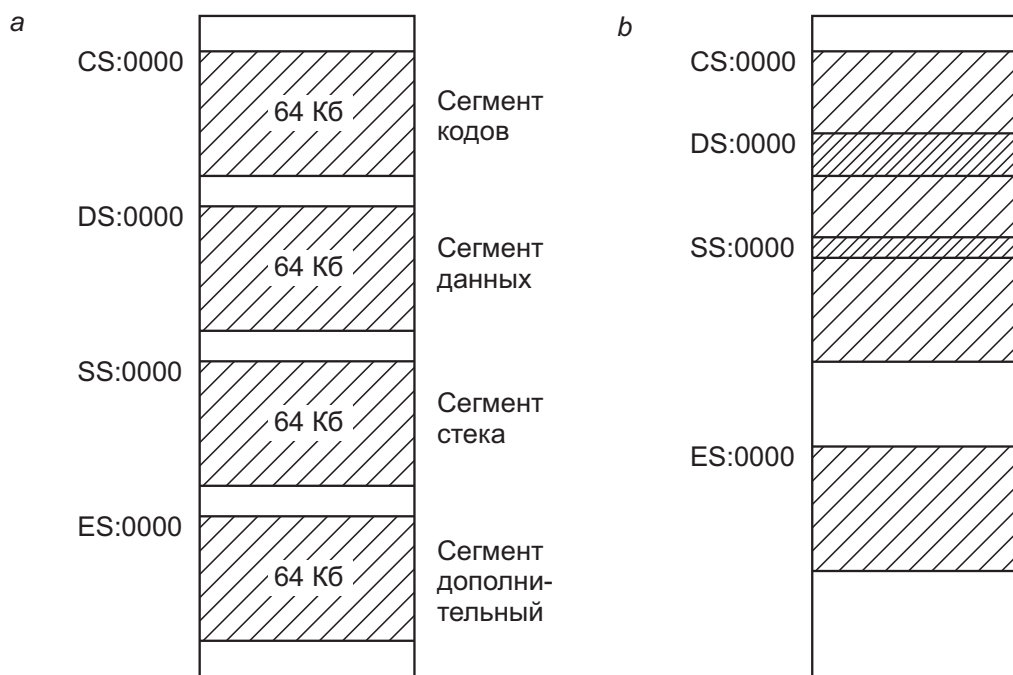 a
CS:0000
64 Кб
Сегмент
кодов
DS:0000
64 Кб
Сегмент
данных
SS:0000
64 Кб
Сегмент
стека
ES:0000
64 Кб
Сегмент
дополни-
тельный
b
CS:0000
DS:0000
SS:0000
ES:0000